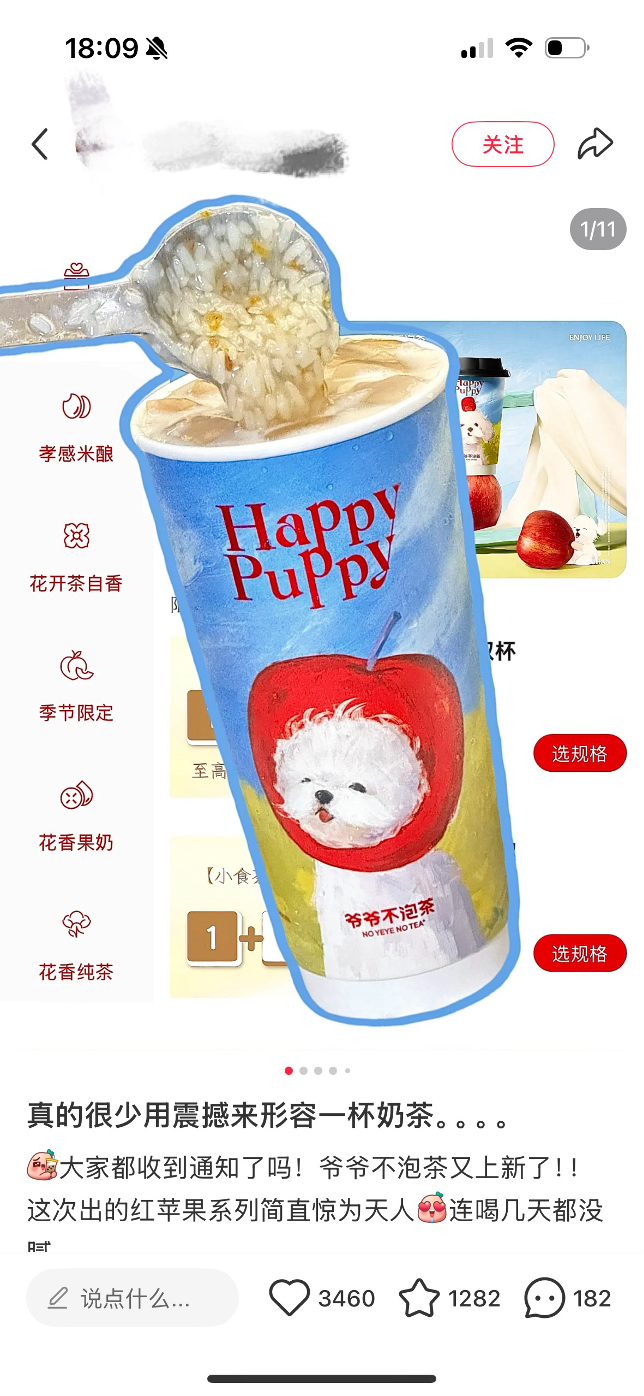 18:09
关注
1/11
ENJOY LIFE
孝感米酿
花开茶自香
季节限定
花香果奶
花香纯茶
Happy
Puppy
Happy
Puppy
爷爷不泡茶
NO YEYE NO TEA
杯
选规格
至高
【小食
1+
选规格
真的很少用震撼来形容一杯奶茶。。。。
大家都收到通知了吗！爷爷不泡茶又上新了！！
这次出的红苹果系列简直惊为天人连喝几天都没
腻
说点什么...
3460
1282
182